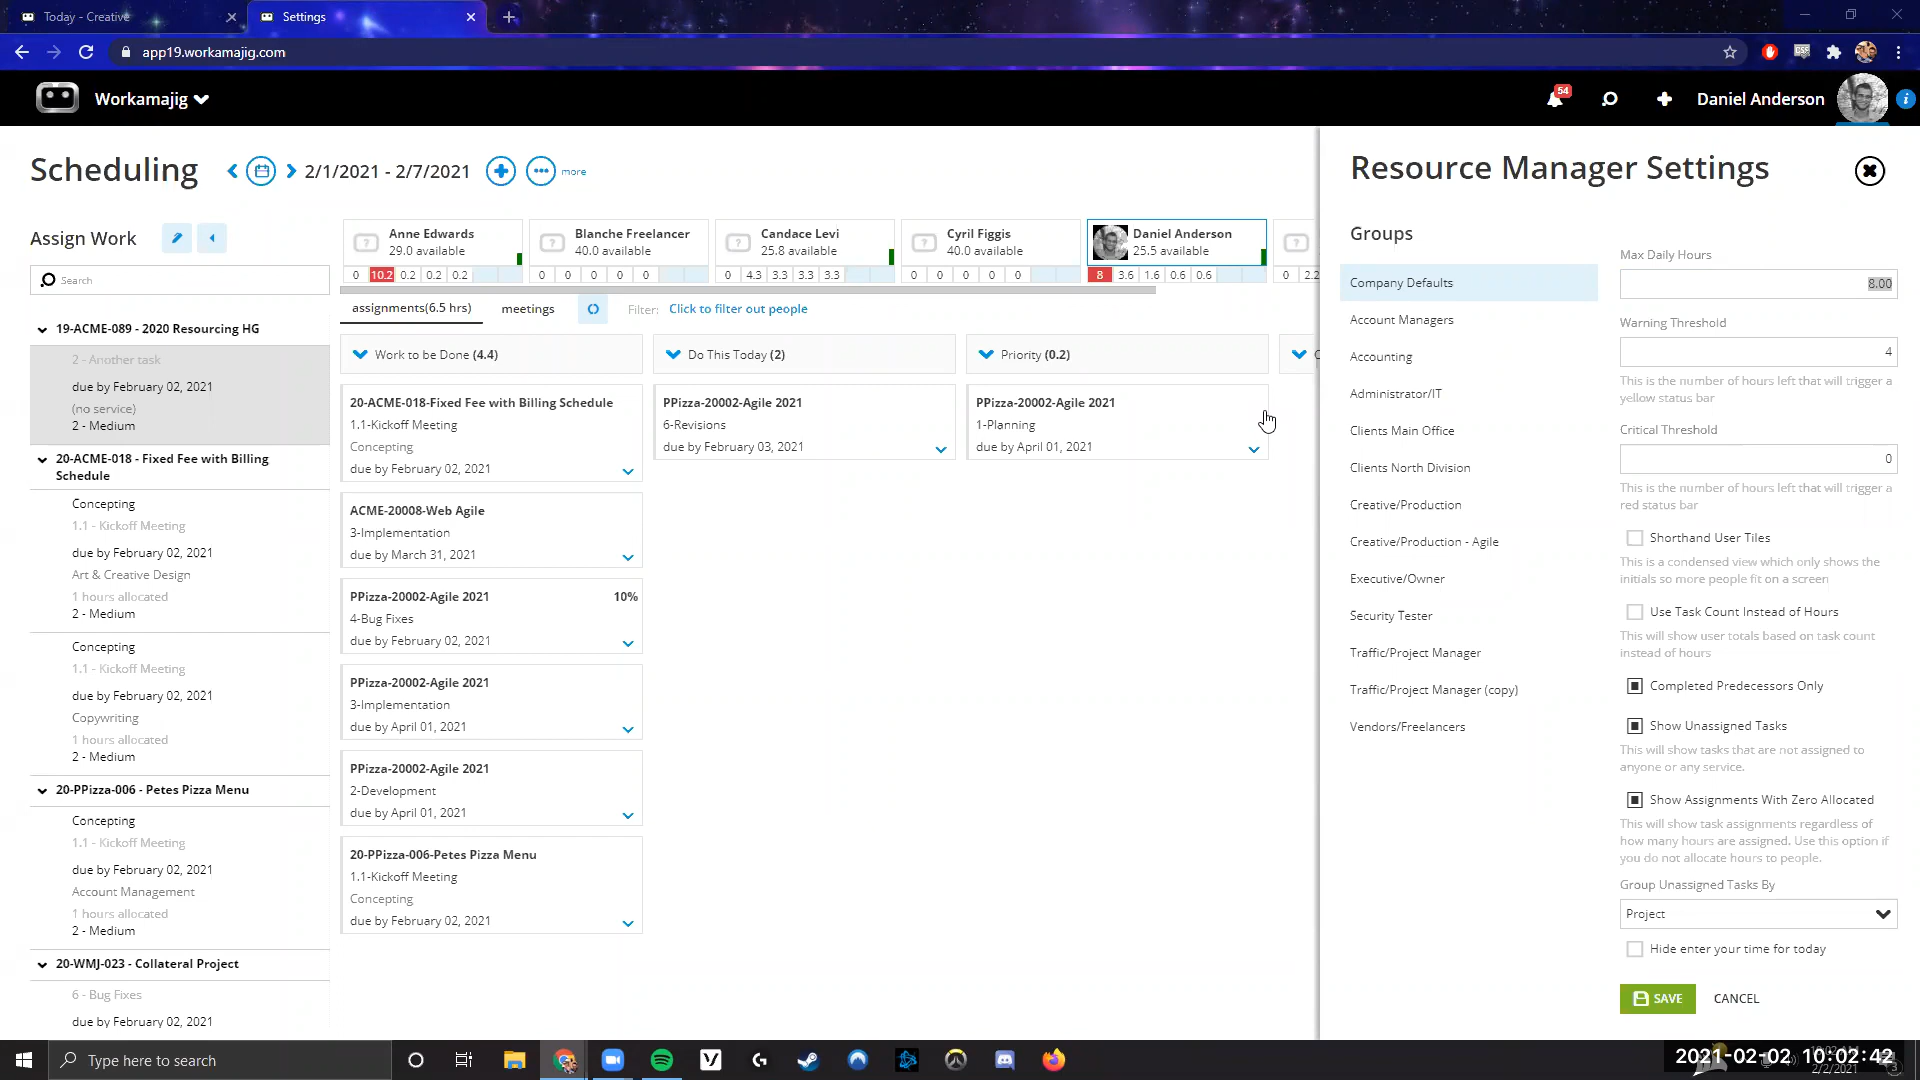 Today - Creative
Settings
app19.workamajig.com
Workamajig
54
Daniel Anderson
Scheduling
2/1/2021 - 2/7/2021
more
Assign Work
Search
19-ACME-089 - 2020 Resourcing HG
2 - Another task
due by February 02, 2021
(no service)
2 - Medium
20-ACME-018 - Fixed Fee with Billing
Schedule
Concepting
1.1 - Kickoff Meeting
due by February 02, 2021
Art & Creative Design
1 hours allocated
2 - Medium
Concepting
1.1 - Kickoff Meeting
due by February 02, 2021
Copywriting
1 hours allocated
2 - Medium
20-PPizza-006 - Petes Pizza Menu
Concepting
1.1 - Kickoff Meeting
due by February 02, 2021
Account Management
1 hours allocated
2 - Medium
20-WMJ-023 - Collateral Project
6 - Bug Fixes
due by February 02, 2021
Anne Edwards
29.0 available
0 10.2 0.2 0.2 0.2
Blanche Freelancer
40.0 available
0 0 0 0 0
Candace Levi
25.8 available
0 4.3 3.3 3.3 3.3
Cyril Figgis
40.0 available
0 0 0 0 0
Daniel Anderson
25.5 available
8 3.6 1.6 0.6 0.6
0 2.2
assignments(6.5 hrs)
meetings
Filter:
Click to filter out people
Work to be Done (4.4)
20-ACME-018-Fixed Fee with Billing Schedule
1.1-Kickoff Meeting
Concepting
due by February 02, 2021
ACME-20008-Web Agile
3-Implementation
due by March 31, 2021
PPizza-20002-Agile 2021 10%
4-Bug Fixes
due by February 02, 2021
PPizza-20002-Agile 2021
3-Implementation
due by April 01, 2021
PPizza-20002-Agile 2021
2-Development
due by April 01, 2021
20-PPizza-006-Petes Pizza Menu
1.1-Kickoff Meeting
Concepting
due by February 02, 2021
Do This Today (2)
PPizza-20002-Agile 2021
6-Revisions
due by February 03, 2021
Priority (0.2)
PPizza-20002-Agile 2021
1-Planning
due by April 01, 2021
Resource Manager Settings
Groups
Company Defaults
Account Managers
Accounting
Administrator/IT
Clients Main Office
Clients North Division
Creative/Production
Creative/Production - Agile
Executive/Owner
Security Tester
Traffic/Project Manager
Traffic/Project Manager (copy)
Vendors/Freelancers
Max Daily Hours
8.00
Warning Threshold
4
This is the number of hours left that will trigger a
yellow status bar
Critical Threshold
0
This is the number of hours left that will trigger a
red status bar
Shorthand User Tiles
This is a condensed view which only shows the
initials so more people fit on a screen
Use Task Count Instead of Hours
This will show user totals based on task count
instead of hours
Completed Predecessors Only
Show Unassigned Tasks
This will show tasks that are not assigned to
anyone or any service.
Show Assignments With Zero Allocated
This will show task assignments regardless of
how many hours are assigned. Use this option if
you do not allocate hours to people.
Group Unassigned Tasks By
Project
Hide enter your time for today
SAVE
CANCEL
Type here to search
2021-02-02 10:02:42
2/2/2021